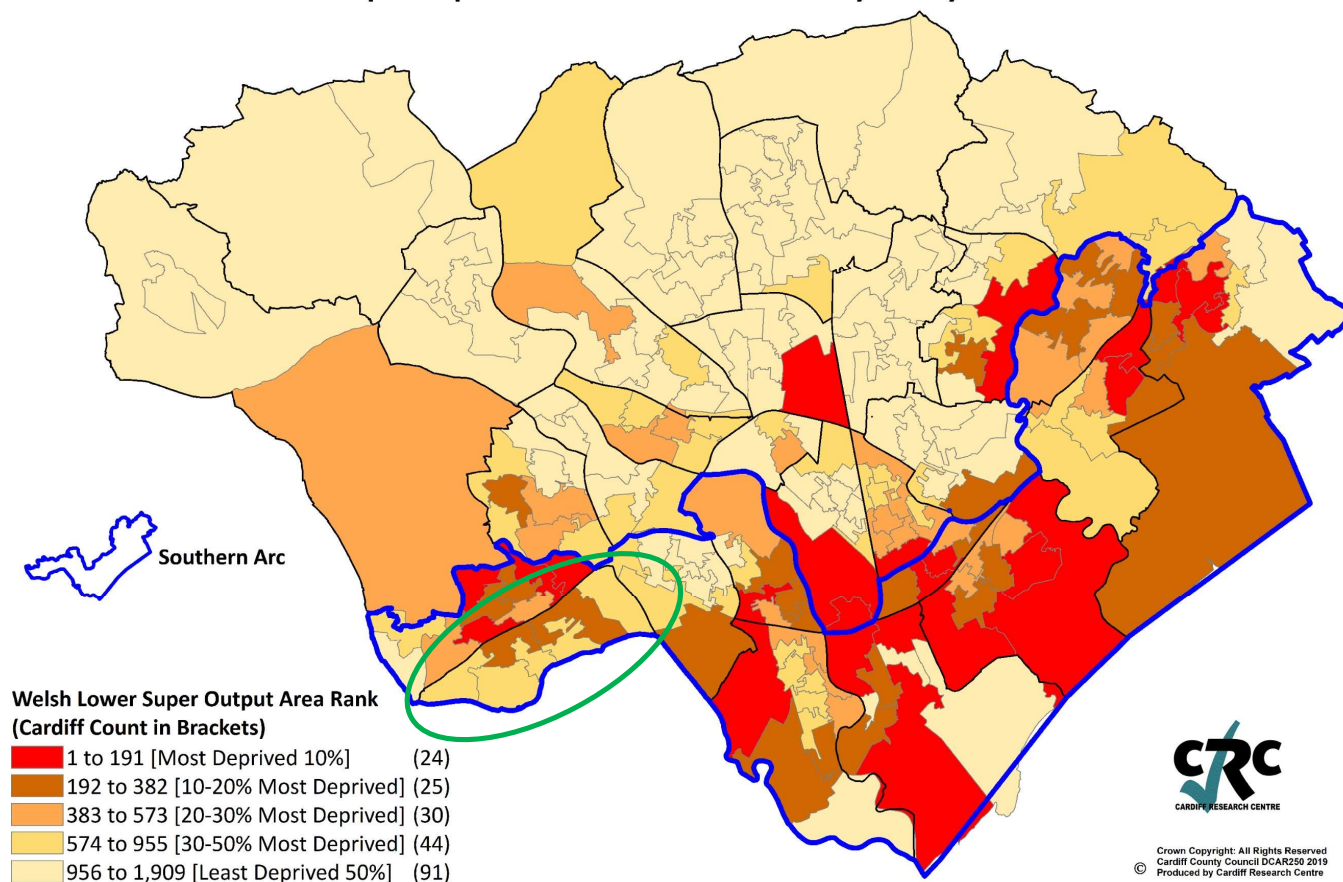 Southern Arc
Welsh Lower Super Output Area Rank
(Cardiff Count in Brackets)
1 to 191 [Most Deprived 10%] (24)
192 to 382 [10-20% Most Deprived] (25)
383 to 573 [20-30% Most Deprived] (30)
574 to 955 [30-50% Most Deprived] (44)
956 to 1,909 [Least Deprived 50%] (91)
CRC
CARDIFF RESEARCH CENTRE
Crown Copyright: All Rights Reserved
Cardiff County Council DCAR250 2019
© Produced by Cardiff Research Centre